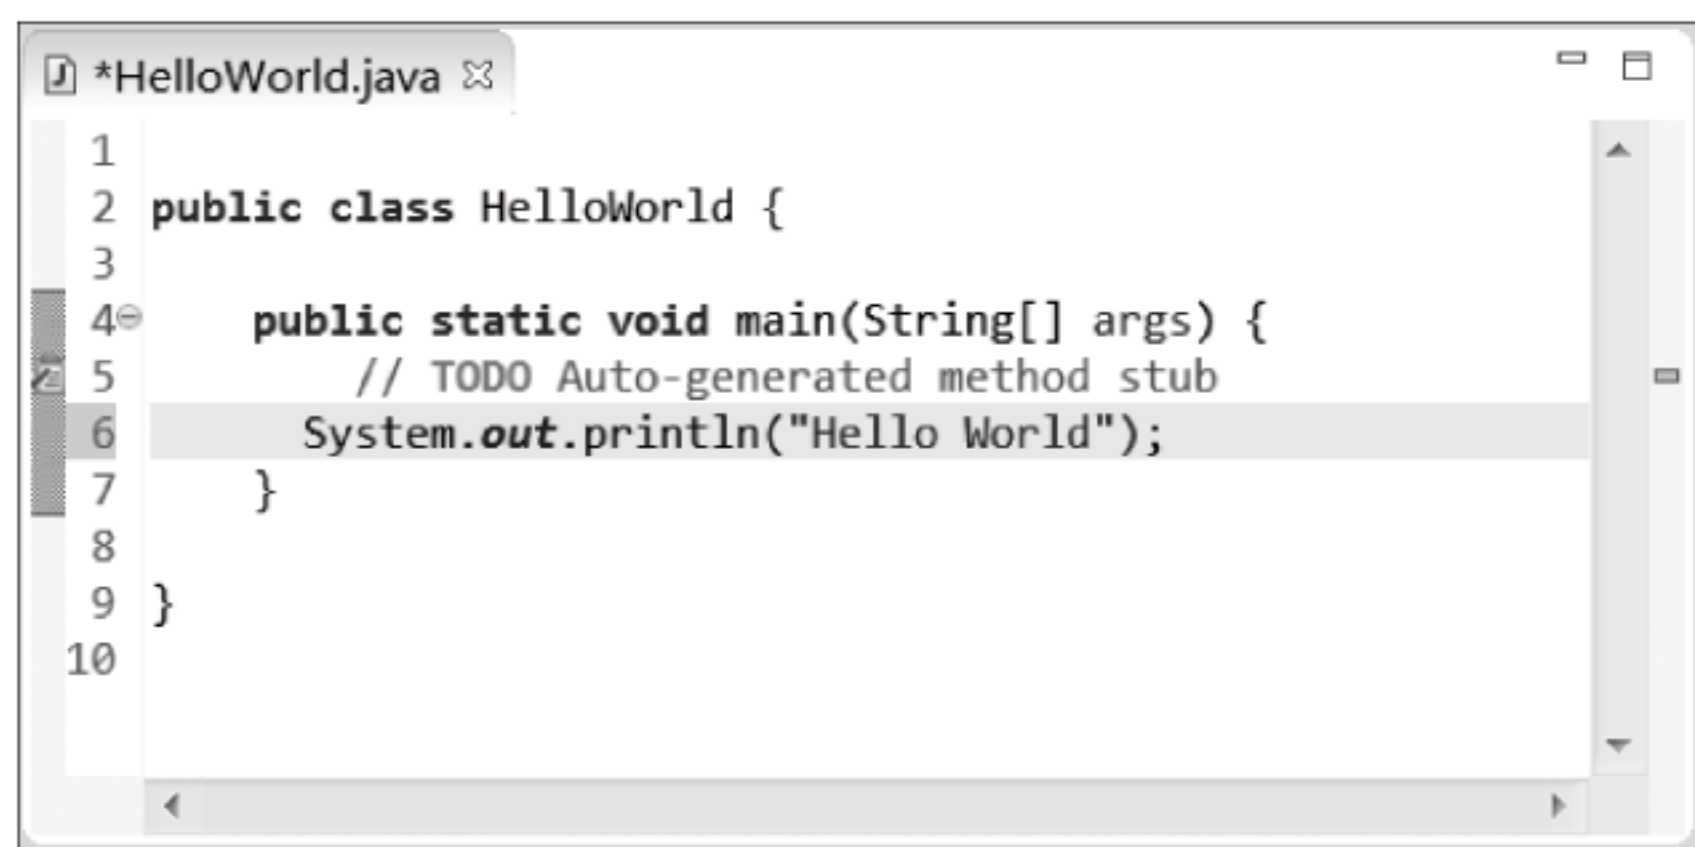 *HelloWorld.java
1
2 public class HelloWorld {
3
4 public static void main(String[] args) {
5 // TODO Auto-generated method stub
6 System.out.println("Hello World");
7 }
8
9 }
10